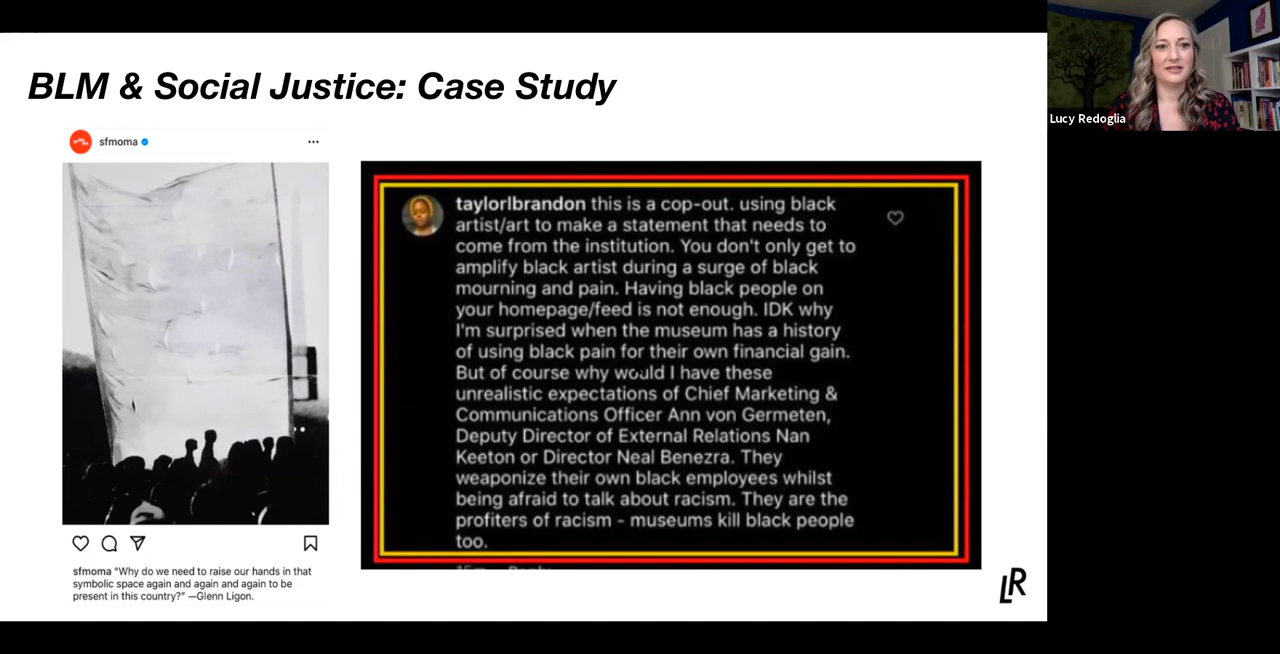 BLM & Social Justice: Case Study
sfmoma
taylorlbrandon this is a cop-out. using black
artist/art to make a statement that needs to
come from the institution. You don't only get to
amplify black artist during a surge of black
mourning and pain. Having black people on
your homepage/feed is not enough. IDK why
I'm surprised when the museum has a history
of using black pain for their own financial gain.
But of course why would I have these
unrealistic expectations of Chief Marketing &
Communications Officer Ann von Germeten,
Deputy Director of External Relations Nan
Keeton or Director Neal Benezra. They
weaponize their own black employees whilst
being afraid to talk about racism. They are the
profiters of racism - museums kill black people
too.
sfmoma “Why do we need to raise our hands in that
symbolic space again and again and again to be
present in this country?” —Glenn Ligon.
LR
Lucy Redoglia